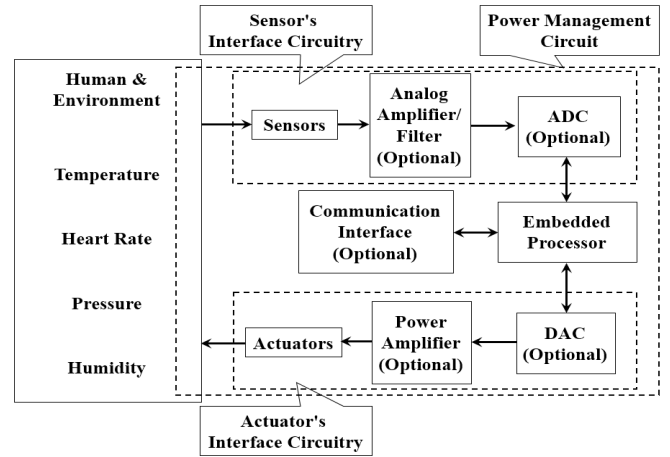 Sensor's
Interface Circuitry
Power Management
Circuit
Human &
Environment
Temperature
Heart Rate
Pressure
Humidity
Sensors
Analog
Amplifier/
Filter
(Optional)
ADC
(Optional)
Communication
Interface
(Optional)
Embedded
Processor
Actuators
Power
Amplifier
(Optional)
DAC
(Optional)
Actuator's
Interface Circuitry